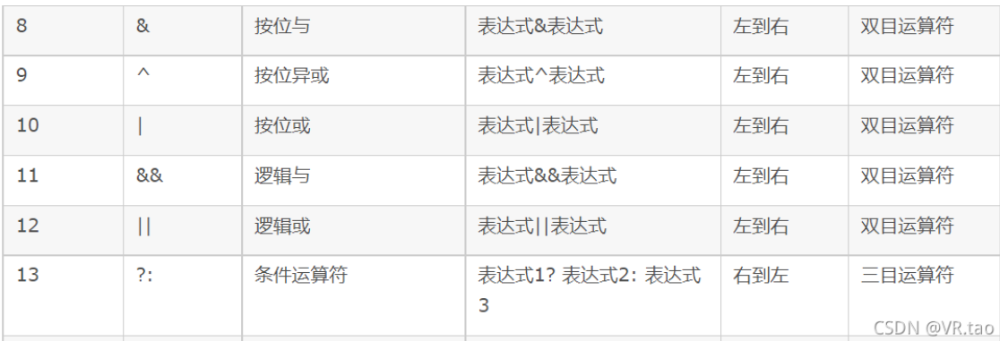 8 & 按位与 表达式&表达式 左到右 双目运算符
9 ^ 按位异或 表达式^表达式 左到右 双目运算符
10 | 按位或 表达式|表达式 左到右 双目运算符
11 && 逻辑与 表达式&&表达式 左到右 双目运算符
12 || 逻辑或 表达式||表达式 左到右 双目运算符
13 ?: 条件运算符 表达式1? 表达式2: 表达式 右到左 三目运算符
3
CSDN @VR.tao